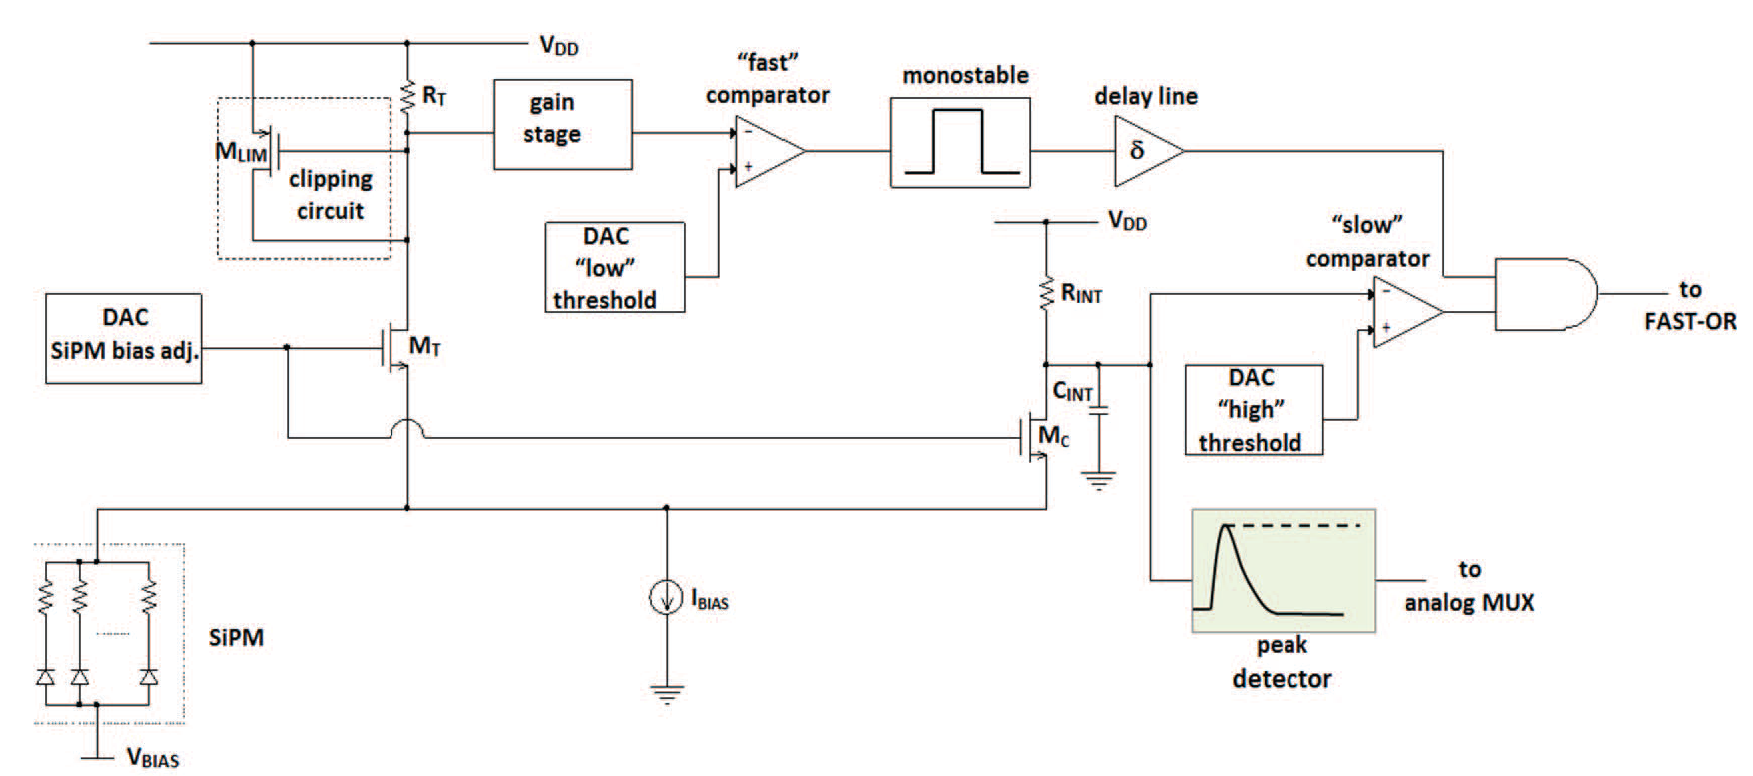 VDD
RT
gain
stage
"fast"
comparator
-
+
monostable
delay line
δ
MLIM
clipping
circuit
DAC
"low"
threshold
VDD
"slow"
comparator
RINT
-
+
to
FAST-OR
DAC
SiPM bias adj.
MT
CINT
MC
DAC
"high"
threshold
IBIAS
SiPM
to
analog MUX
peak
detector
VBIAS